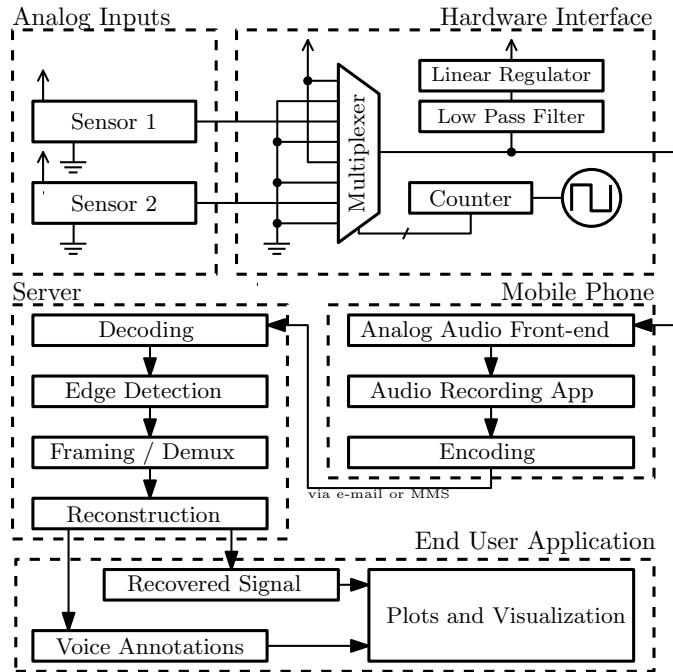 Analog Inputs
Hardware Interface
Sensor 1
Sensor 2
Multiplexer
Linear Regulator
Low Pass Filter
Counter
Server
Mobile Phone
Decoding
Edge Detection
Framing / Demux
Reconstruction
Analog Audio Front-end
Audio Recording App
Encoding
via e-mail or MMS
End User Application
Recovered Signal
Voice Annotations
Plots and Visualization